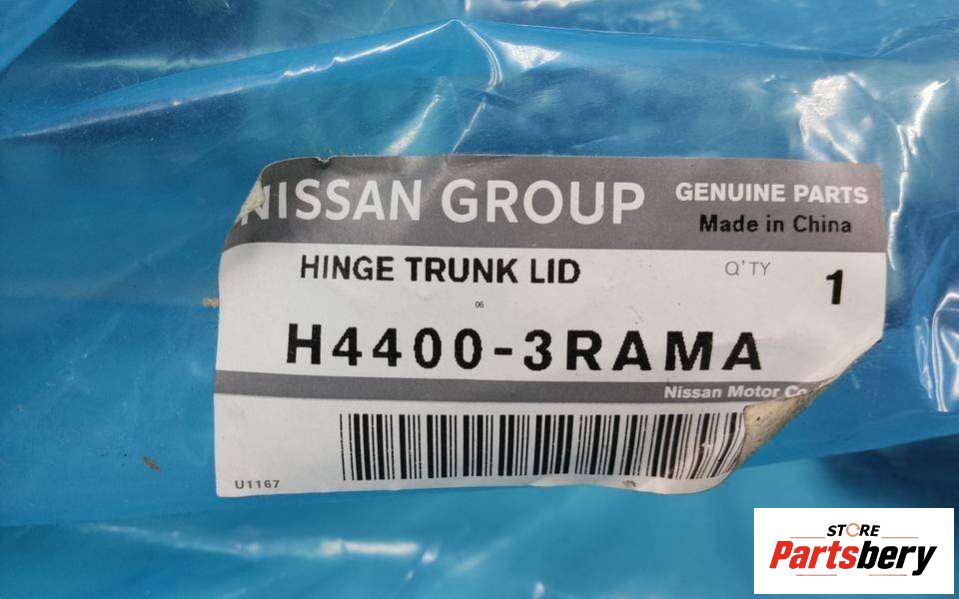 NISSAN GROUP
GENUINE PARTS
Made in China
HINGE TRUNK LID
Q'TY
1
06
H4400-3RAMA
Nissan Motor Co
U1167
STORE
Partsbery